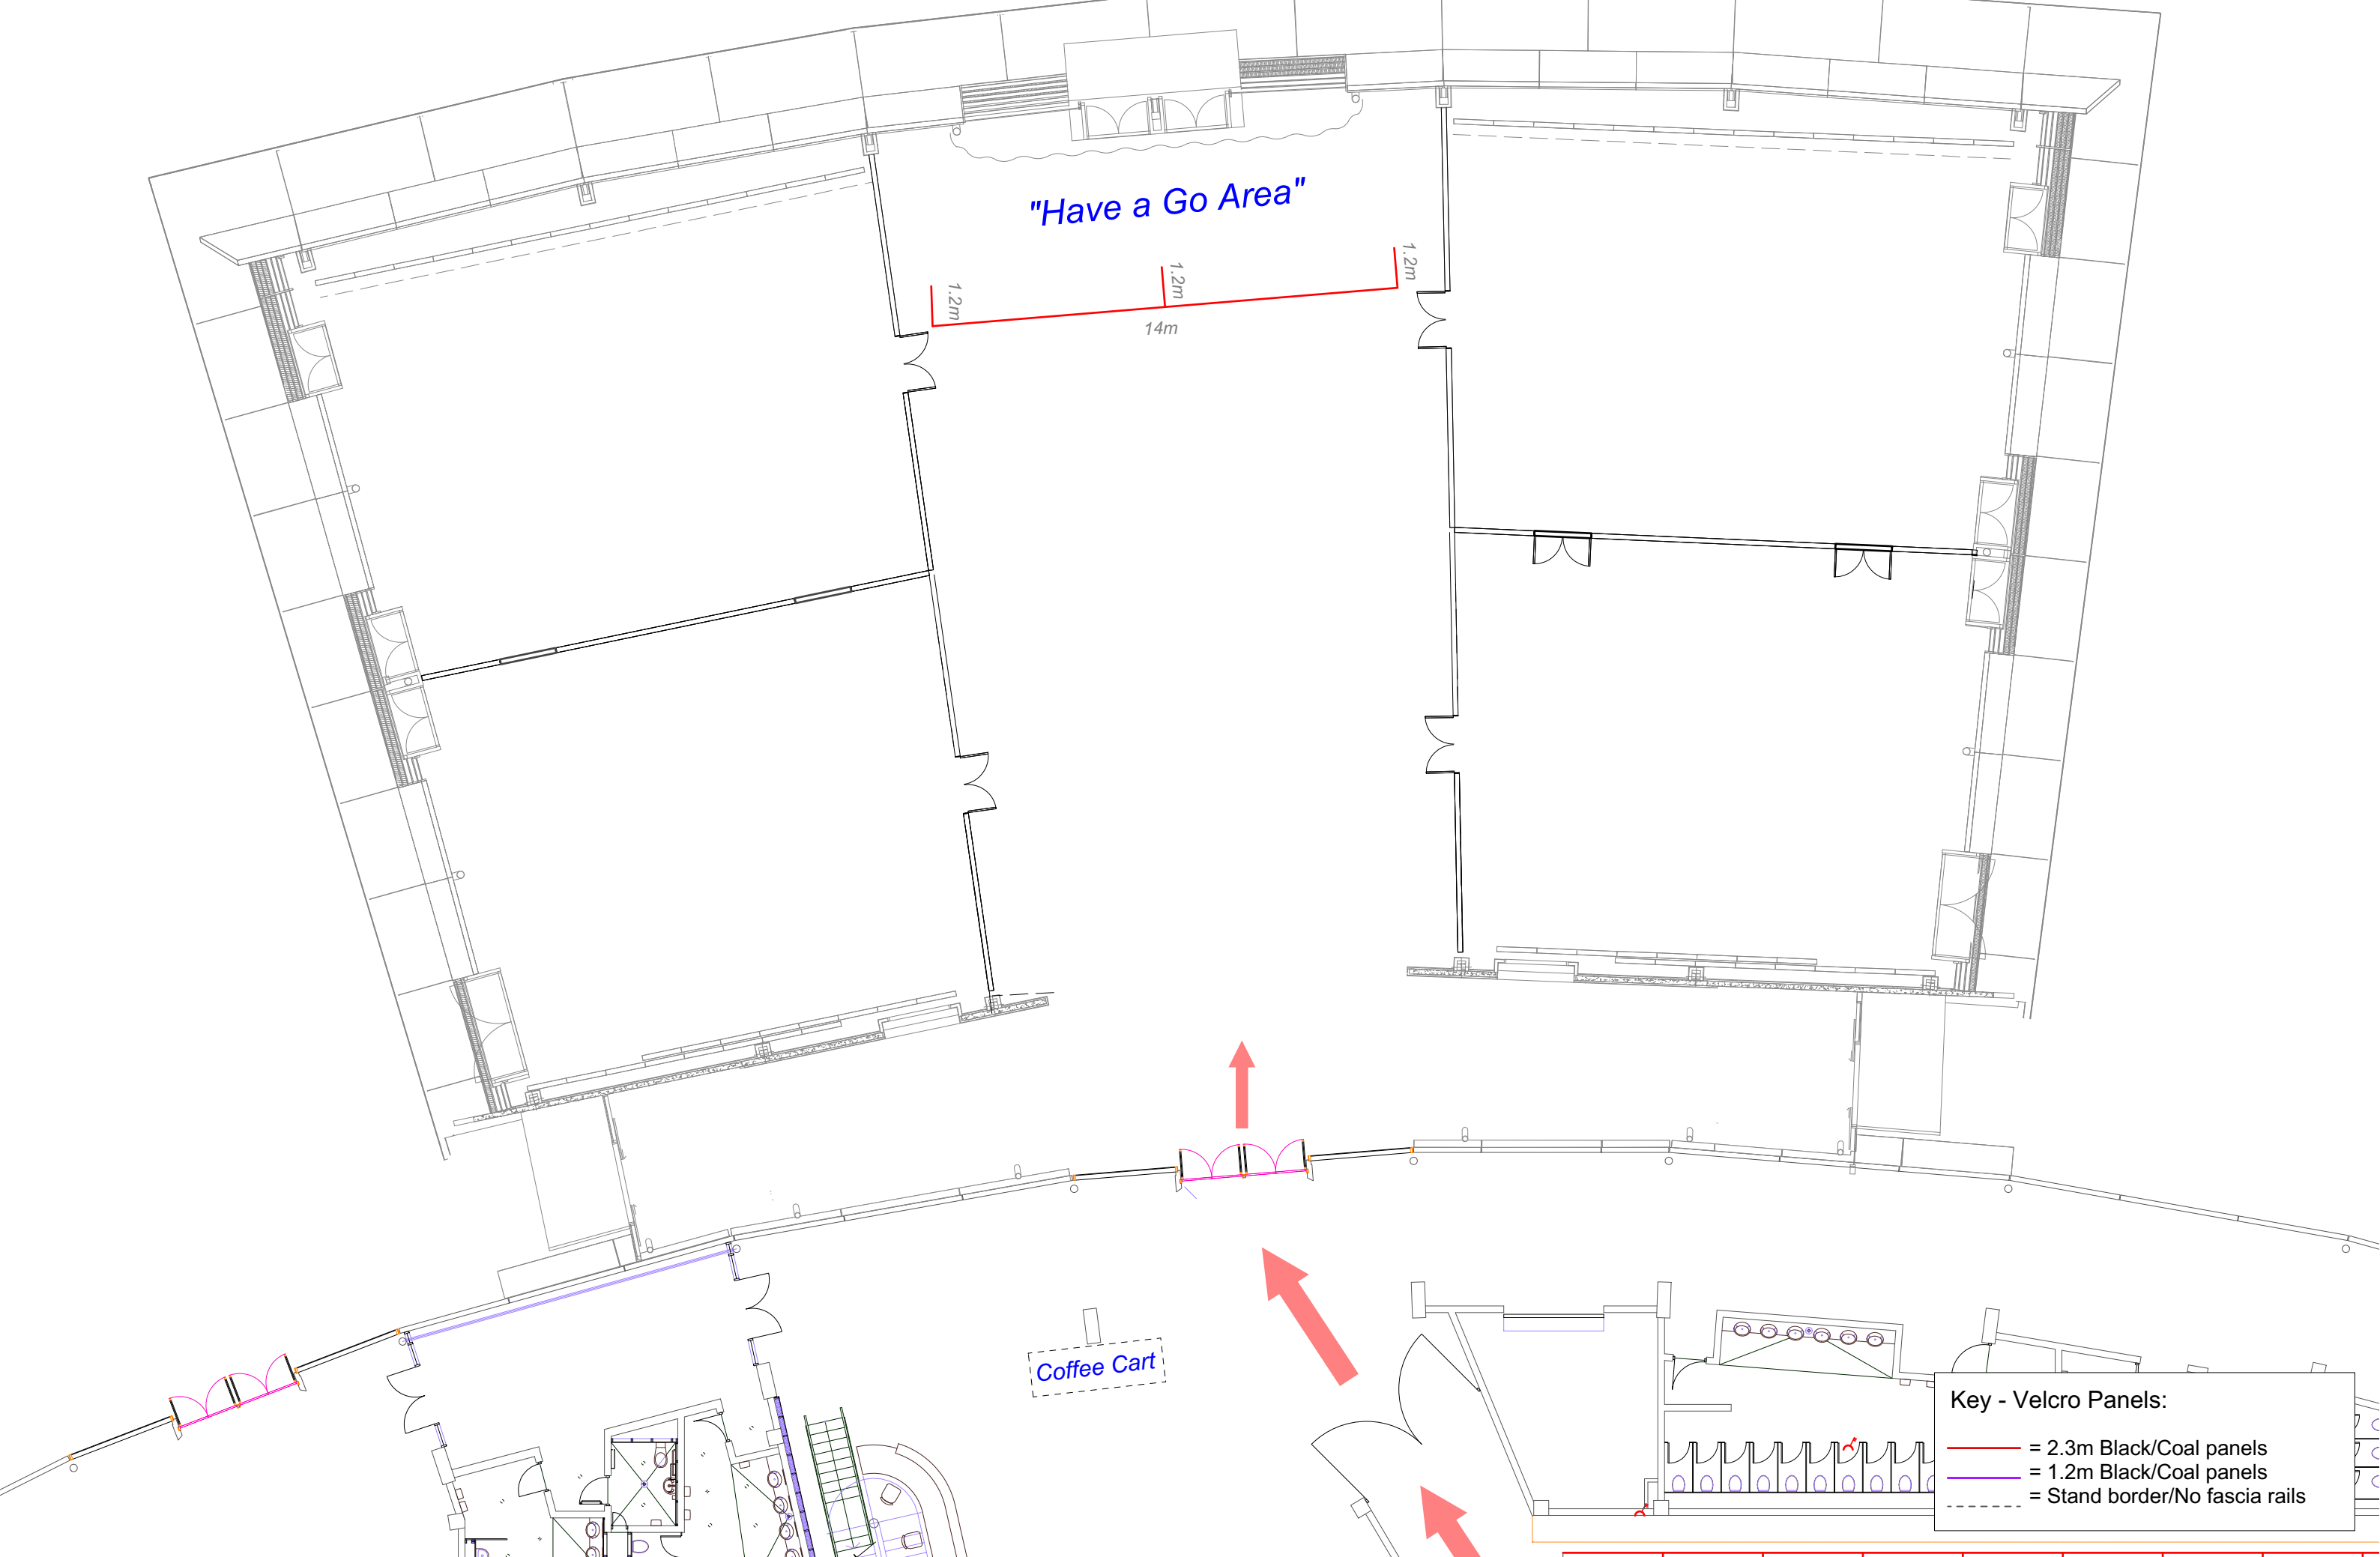 "Have a Go Area"
1.2m
1.2m
1.2m
14m
Coffee Cart
Key - Velcro Panels:
= 2.3m Black/Coal panels
= 1.2m Black/Coal panels
= Stand border/No fascia rails